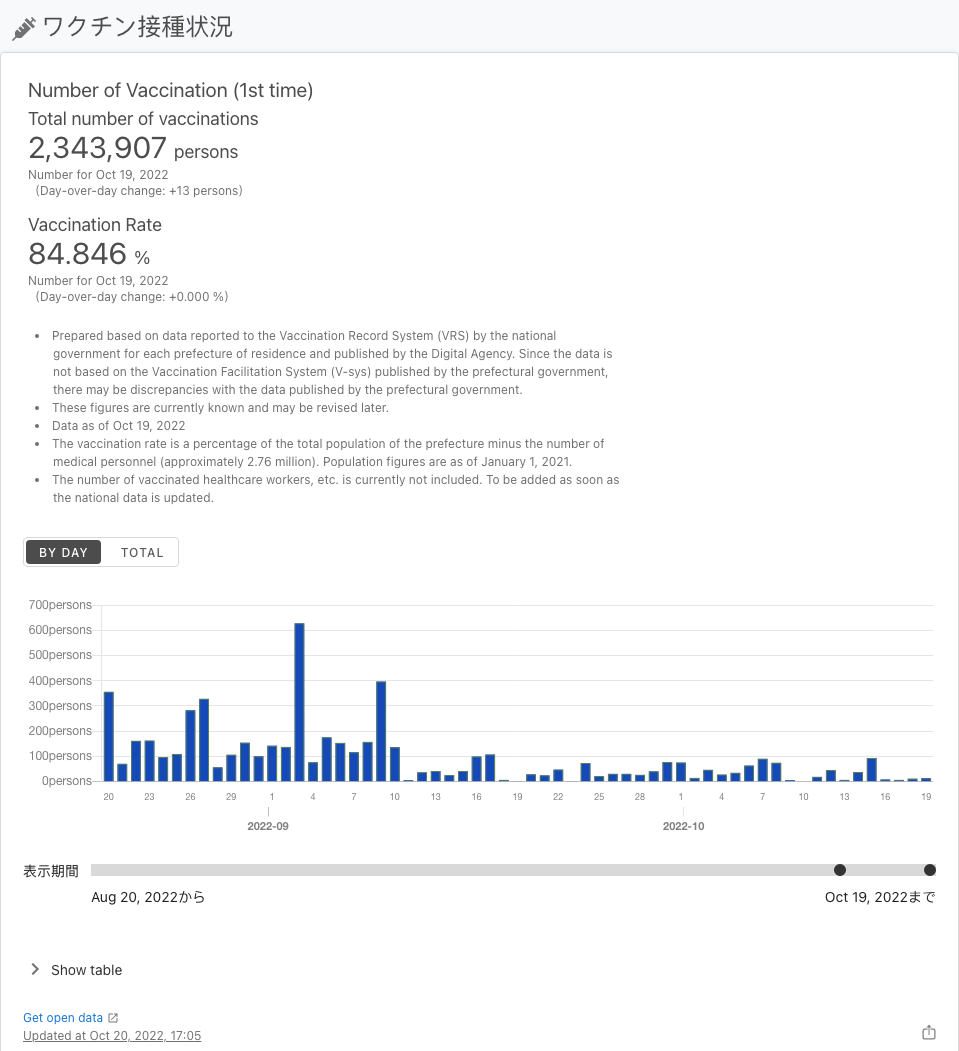 ワクチン接種状況
Number of Vaccination (1st time)
Total number of vaccinations
2,343,907 persons
Number for Oct 19, 2022
(Day-over-day change: +13 persons)
Vaccination Rate
84.846 %
Number for Oct 19, 2022
(Day-over-day change: +0.000 %)
• Prepared based on data reported to the Vaccination Record System (VRS) by the national
government for each prefecture of residence and published by the Digital Agency. Since the data is
not based on the Vaccination Facilitation System (V-sys) published by the prefectural government,
there may be discrepancies with the data published by the prefectural government.
• These figures are currently known and may be revised later.
• Data as of Oct 19, 2022
• The vaccination rate is a percentage of the total population of the prefecture minus the number of
medical personnel (approximately 2.76 million). Population figures are as of January 1, 2021.
• The number of vaccinated healthcare workers, etc. is currently not included. To be added as soon as
the national data is updated.
BY DAY TOTAL
700persons
600persons
500persons
400persons
300persons
200persons
100persons
0persons
20 23 26 29 1 4 7 10 13 16 19 22 25 28 1 4 7 10 13 16 19
2022-09 2022-10
表示期間
Aug 20, 2022から Oct 19, 2022まで
Show table
Get open data
Updated at Oct 20, 2022, 17:05